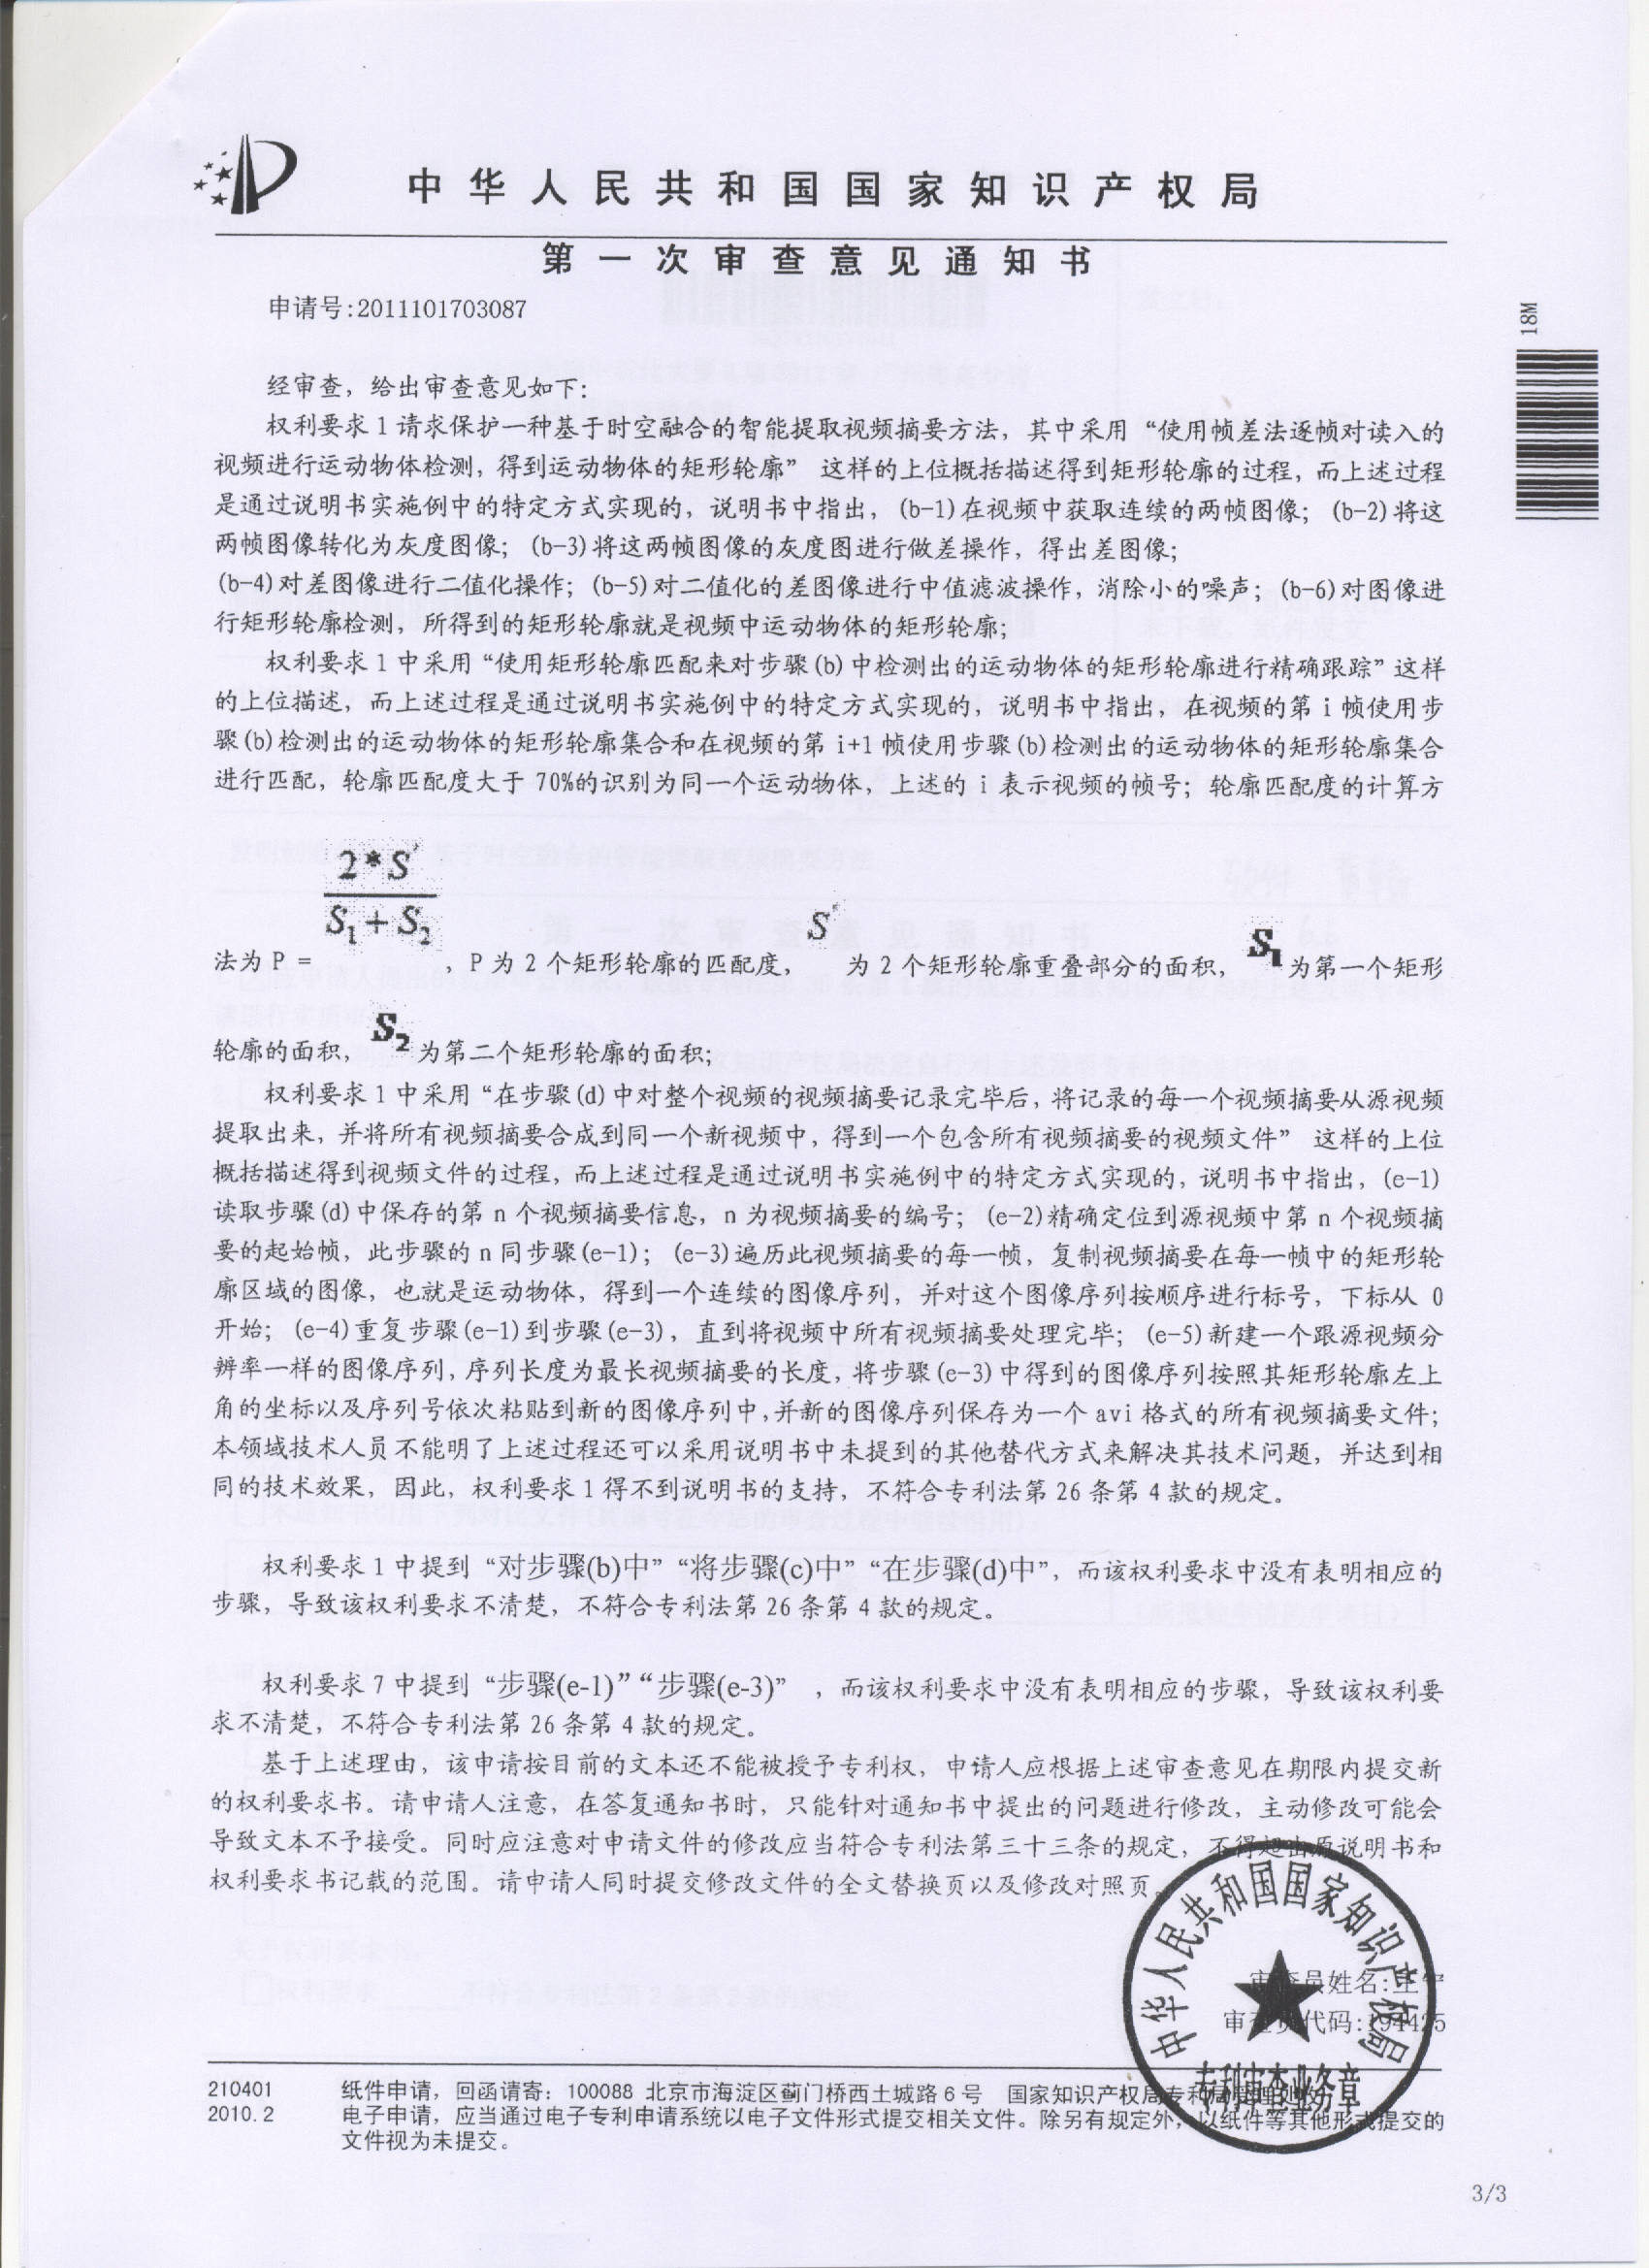 中华人民共和国国家知识产权局
第一次审查意见通知书
申请号:2011101703087
18M
经审查，给出审查意见如下：
权利要求 1 请求保护一种基于时空融合的智能提取视频摘要方法，其中采用“使用帧差法逐帧对读入的
视频进行运动物体检测，得到运动物体的矩形轮廓” 这样的上位概括描述得到矩形轮廓的过程，而上述过程
是通过说明书实施例中的特定方式实现的，说明书中指出，(b-1)在视频中获取连续的两帧图像；(b-2)将这
两帧图像转化为灰度图像；(b-3)将这两帧图像的灰度图进行做差操作，得出差图像；
(b-4)对差图像进行二值化操作；(b-5)对二值化的差图像进行中值滤波操作，消除小的噪声；(b-6)对图像进
行矩形轮廓检测，所得到的矩形轮廓就是视频中运动物体的矩形轮廓；
权利要求 1 中采用“使用矩形轮廓匹配来对步骤(b)中检测出的运动物体的矩形轮廓进行精确跟踪”这样
的上位描述，而上述过程是通过说明书实施例中的特定方式实现的，说明书中指出，在视频的第 i 帧使用步
骤(b)检测出的运动物体的矩形轮廓集合和在视频的第 i+1 帧使用步骤(b)检测出的运动物体的矩形轮廓集合
进行匹配，轮廓匹配度大于 70%的识别为同一个运动物体，上述的 i 表示视频的帧号；轮廓匹配度的计算方
2*S'
S1+S2
法为 P = ，P 为 2 个矩形轮廓的匹配度， S' 为 2 个矩形轮廓重叠部分的面积， S1 为第一个矩形
轮廓的面积， S2 为第二个矩形轮廓的面积；
权利要求 1 中采用“在步骤(d)中对整个视频的视频摘要记录完毕后，将记录的每一个视频摘要从源视频
提取出来，并将所有视频摘要合成到同一个新视频中，得到一个包含所有视频摘要的视频文件” 这样的上位
概括描述得到视频文件的过程，而上述过程是通过说明书实施例中的特定方式实现的，说明书中指出，(e-1)
读取步骤(d)中保存的第 n 个视频摘要信息，n 为视频摘要的编号；(e-2)精确定位到源视频中第 n 个视频摘
要的起始帧，此步骤的 n 同步骤(e-1)；(e-3)遍历此视频摘要的每一帧，复制视频摘要在每一帧中的矩形轮
廓区域的图像，也就是运动物体，得到一个连续的图像序列，并对这个图像序列按顺序进行标号，下标从 0
开始；(e-4)重复步骤(e-1)到步骤(e-3)，直到将视频中所有视频摘要处理完毕；(e-5)新建一个跟源视频分
辨率一样的图像序列，序列长度为最长视频摘要的长度，将步骤(e-3)中得到的图像序列按照其矩形轮廓左上
角的坐标以及序列号依次粘贴到新的图像序列中，并新的图像序列保存为一个 avi 格式的所有视频摘要文件；
本领域技术人员不能明了上述过程还可以采用说明书中未提到的其他替代方式来解决其技术问题，并达到相
同的技术效果，因此，权利要求 1 得不到说明书的支持，不符合专利法第 26 条第 4 款的规定。
权利要求 1 中提到“对步骤(b)中”“将步骤(c)中”“在步骤(d)中”，而该权利要求中没有表明相应的
步骤，导致该权利要求不清楚，不符合专利法第 26 条第 4 款的规定。
权利要求 7 中提到“步骤(e-1)”“步骤(e-3)” ，而该权利要求中没有表明相应的步骤，导致该权利要
求不清楚，不符合专利法第 26 条第 4 款的规定。
基于上述理由，该申请按目前的文本还不能被授予专利权，申请人应根据上述审查意见在期限内提交新
的权利要求书。请申请人注意，在答复通知书时，只能针对通知书中提出的问题进行修改，主动修改可能会
导致文本不予接受。同时应注意对申请文件的修改应当符合专利法第三十三条的规定，不得超出原说明书和
权利要求书记载的范围。请申请人同时提交修改文件的全文替换页以及修改对照页。
中华人民共和国国家知识产权局
专利审查业务章
审查员姓名:王宁
审查员代码:194425
210401 纸件申请，回函请寄：100088 北京市海淀区蓟门桥西土城路 6 号 国家知识产权局专利局受理处收
2010.2 电子申请，应当通过电子专利申请系统以电子文件形式提交相关文件。除另有规定外，以纸件等其他形式提交的
文件视为未提交。
3/3